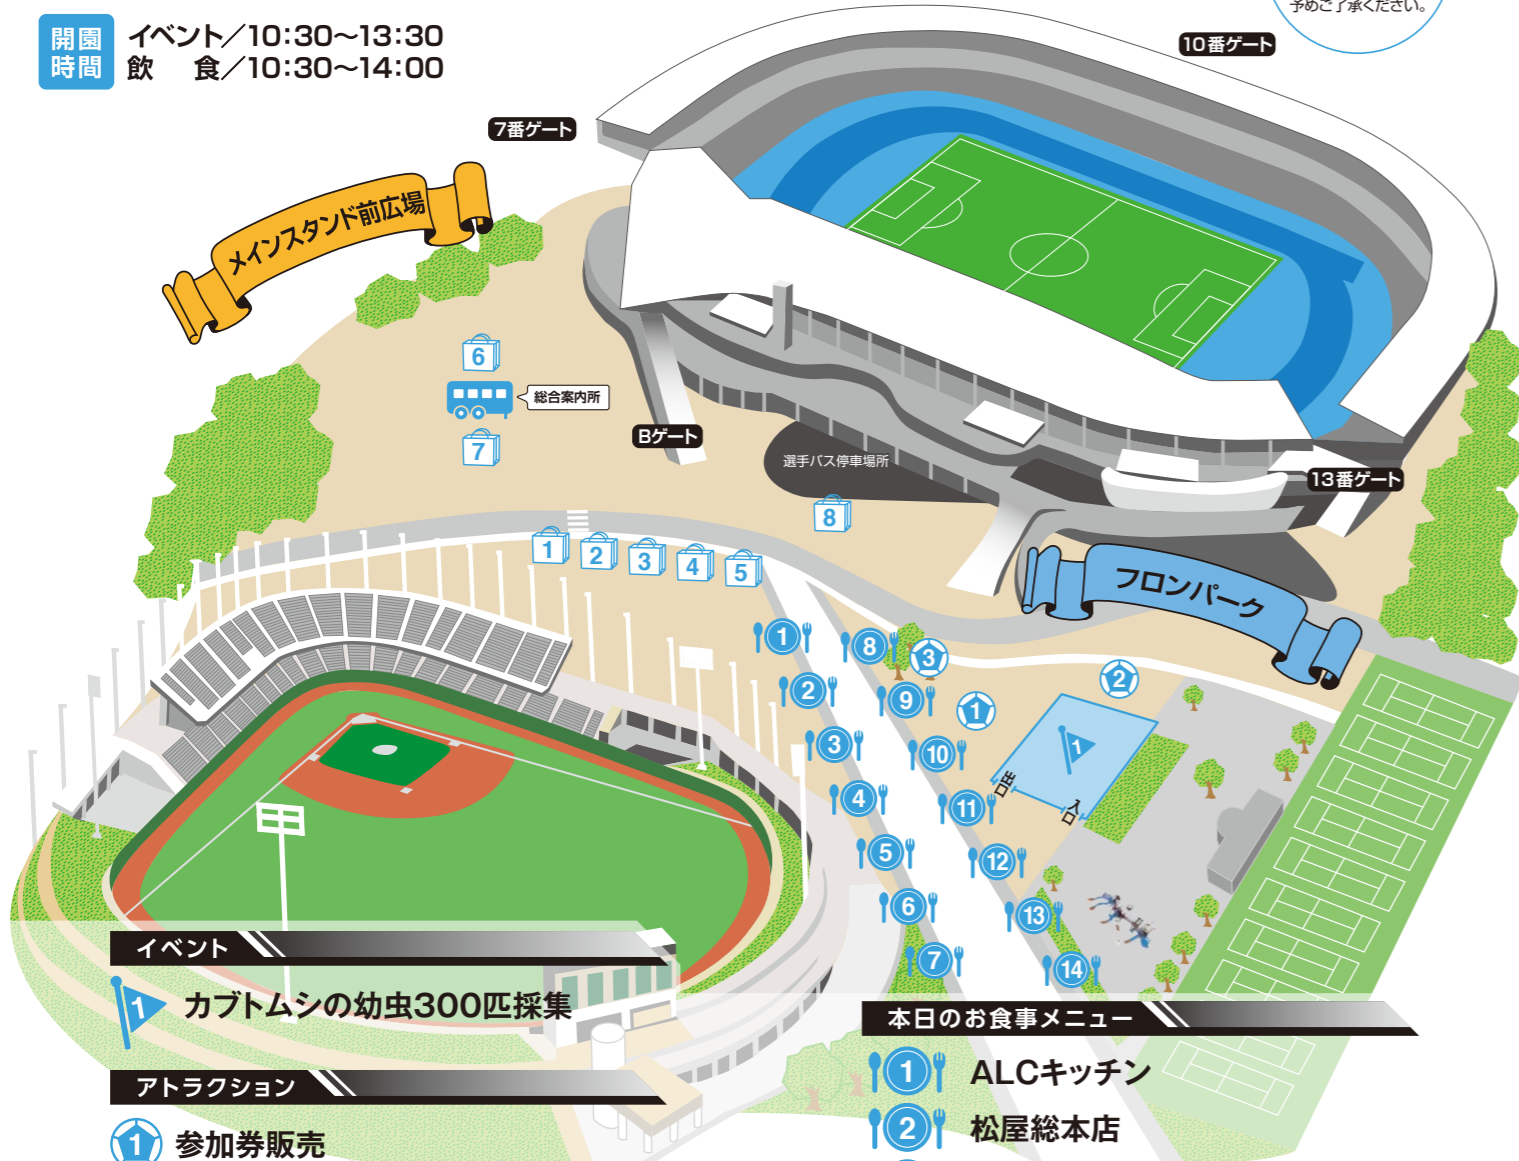 予めご了承ください。
開園時間
イベント／10:30～13:30
飲　食／10:30～14:00
10番ゲート
7番ゲート
メインスタンド前広場
6
総合案内所
7
Bゲート
選手バス停車場所
13番ゲート
8
1
2
3
4
5
フロンパーク
1
8
3
2
2
9
1
3
10
1
出口
4
11
入口
5
12
6
13
7
14
イベント
1
カブトムシの幼虫300匹採集
アトラクション
1
参加券販売
本日のお食事メニュー
1
ALCキッチン
2
松屋総本店